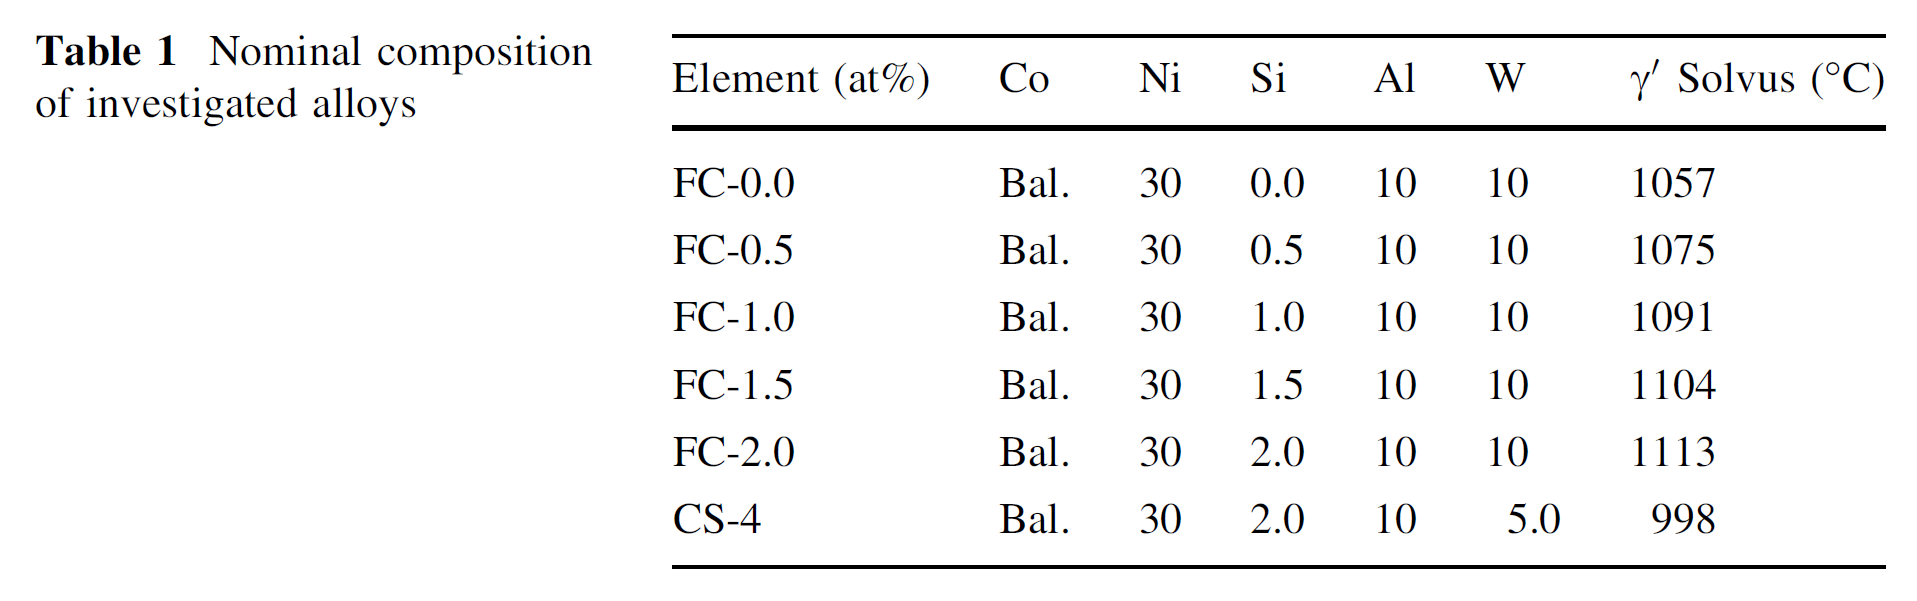 Table 1 Nominal composition
of investigated alloys
Element (at%) Co Ni Si Al W γ′ Solvus (°C)
FC-0.0 Bal. 30 0.0 10 10 1057
FC-0.5 Bal. 30 0.5 10 10 1075
FC-1.0 Bal. 30 1.0 10 10 1091
FC-1.5 Bal. 30 1.5 10 10 1104
FC-2.0 Bal. 30 2.0 10 10 1113
CS-4 Bal. 30 2.0 10 5.0 998